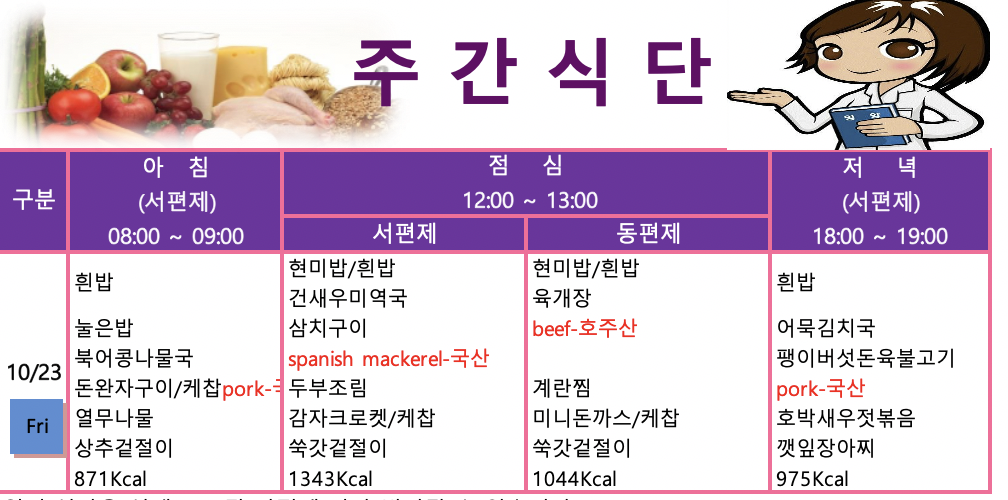 주 간 식 단
구분
아 침
(서편제)
08:00 ~ 09:00
점 심
12:00 ~ 13:00
서편제
동편제
저 녁
(서편제)
18:00 ~ 19:00
10/23
Fri
흰밥
눌은밥
북어콩나물국
돈완자구이/케찹pork-
열무나물
상추겉절이
871Kcal
현미밥/흰밥
건새우미역국
삼치구이
spanish mackerel-국산
두부조림
감자크로켓/케찹
쑥갓겉절이
1343Kcal
현미밥/흰밥
육개장
beef-호주산
계란찜
미니돈까스/케찹
쑥갓겉절이
1044Kcal
흰밥
어묵김치국
팽이버섯돈육불고기
pork-국산
호박새우젓볶음
깻잎장아찌
975Kcal